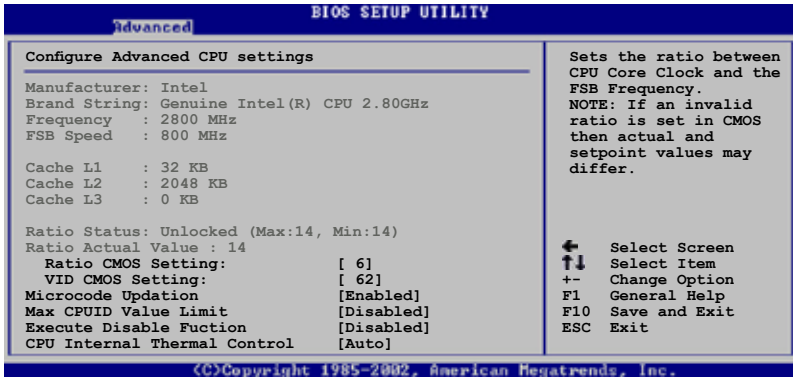 BIOS SETUP UTILITY
Advanced
Configure Advanced CPU settings
Manufacturer: Intel
Brand String: Genuine Intel(R) CPU 2.80GHz
Frequency : 2800 MHz
FSB Speed : 800 MHz
Cache L1 : 32 KB
Cache L2 : 2048 KB
Cache L3 : 0 KB
Ratio Status: Unlocked (Max:14, Min:14)
Ratio Actual Value : 14
Ratio CMOS Setting: [ 6]
VID CMOS Setting: [ 62]
Microcode Updation [Enabled]
Max CPUID Value Limit [Disabled]
Execute Disable Fuction [Disabled]
CPU Internal Thermal Control [Auto]
Sets the ratio between
CPU Core Clock and the
FSB Frequency.
NOTE: If an invalid
ratio is set in CMOS
then actual and
setpoint values may
differ.
← Select Screen
↑↓ Select Item
+- Change Option
F1 General Help
F10 Save and Exit
ESC Exit
(C)Copyright 1985-2002, American Megatrends, Inc.